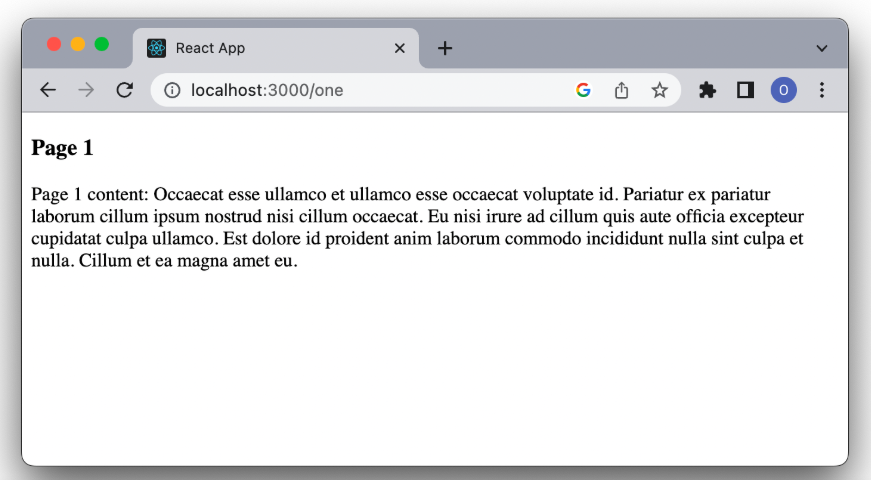 React App
localhost:3000/one
O
Page 1
Page 1 content: Occaecat esse ullamco et ullamco esse occaecat voluptate id. Pariatur ex pariatur
laborum cillum ipsum nostrud nisi cillum occaecat. Eu nisi irure ad cillum quis aute officia excepteur
cupidatat culpa ullamco. Est dolore id proident anim laborum commodo incididunt nulla sint culpa et
nulla. Cillum et ea magna amet eu.